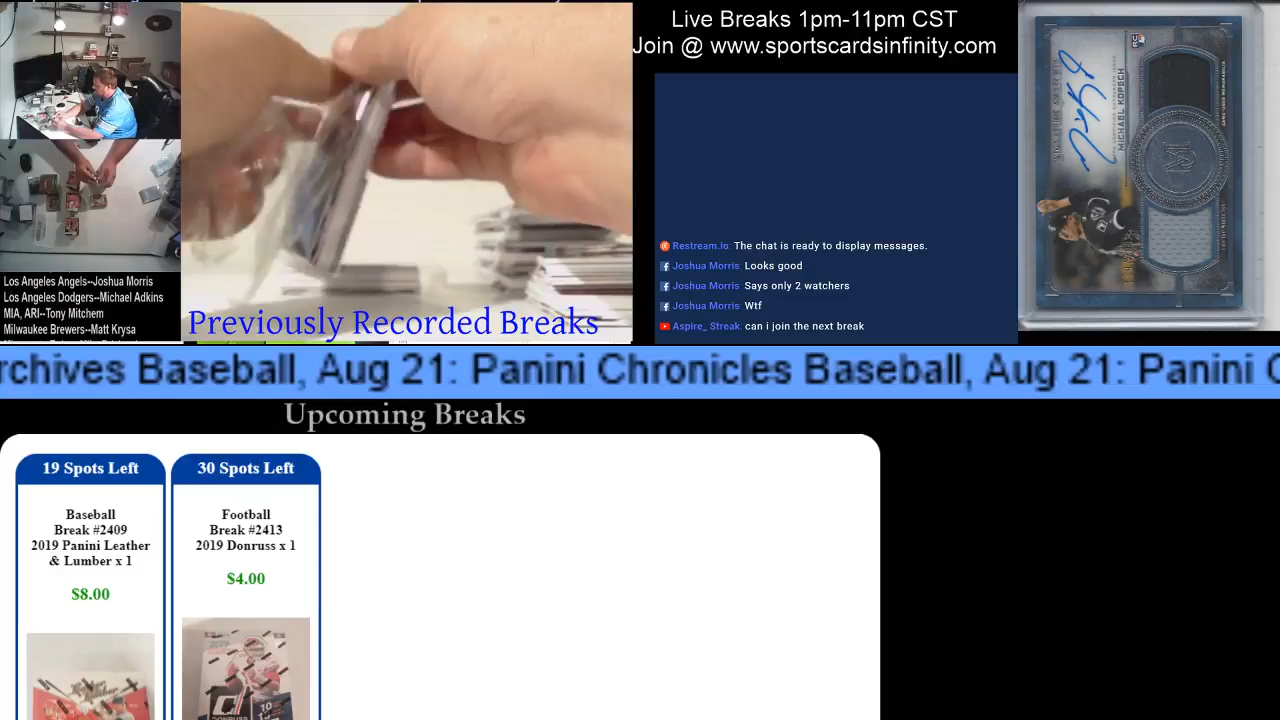 Live Breaks 1pm-11pm CST
Join @ www.sportscardsinfinity.com
Los Angeles Angels--Joshua Morris
Los Angeles Dodgers--Michael Adkins
MIA, ARI--Tony Mitchem
Milwaukee Brewers--Matt Krysa
Previously Recorded Breaks
Restream.io: The chat is ready to display messages.
Joshua Morris: Looks good
Joshua Morris: Says only 2 watchers
Joshua Morris: Wtf
Aspire_ Streak: can i join the next break
MICHAEL KOPECH
rchives Baseball, Aug 21: Panini Chronicles Baseball, Aug 21: Panini C
Upcoming Breaks
19 Spots Left
Baseball
Break #2409
2019 Panini Leather
& Lumber x 1
$8.00
30 Spots Left
Football
Break #2413
2019 Donruss x 1
$4.00
DONRUSS
10